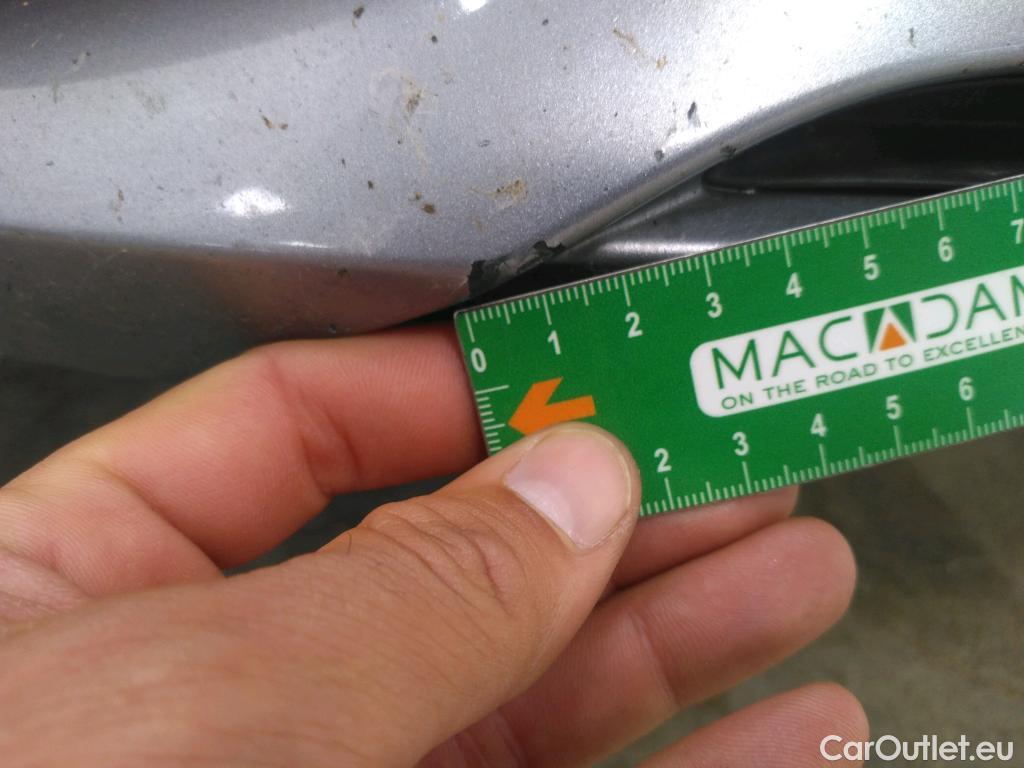 0 1 2 3 4 5 6 7
MACADAM
ON THE ROAD TO EXCELLEN
2 3 4 5 6
CarOutlet.eu